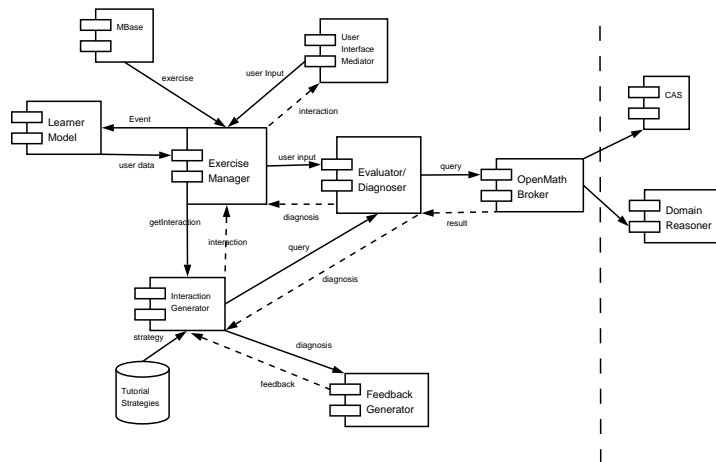 MBase
User
Interface
Mediator
exercise
user Input
interaction
CAS
Learner
Model
Event
user data
Exercise
Manager
user input
Evaluator/
Diagnoser
query
OpenMath
Broker
Domain
Reasoner
getInteraction
interaction
diagnosis
result
query
diagnosis
Interaction
Generator
strategy
diagnosis
feedback
Tutorial
Strategies
Feedback
Generator